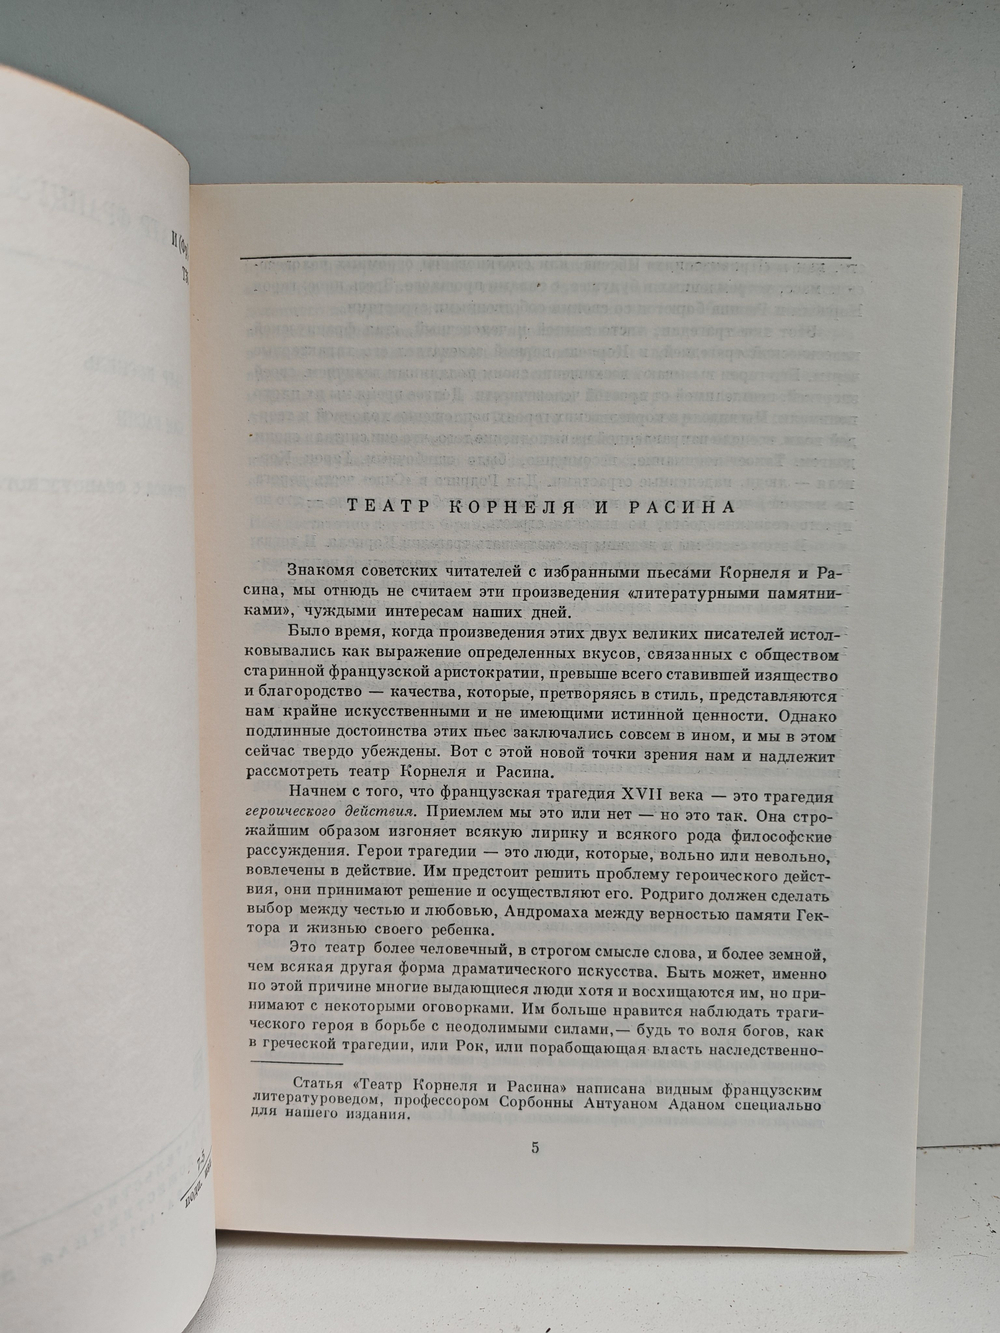 И (Фр)
ТЕАТР КОРНЕЛЯ И РАСИНА
Знакомя советских читателей с избранными пьесами Корнеля и Ра-
сина, мы отнюдь не считаем эти произведения «литературными памятни-
ками», чуждыми интересам наших дней.
Было время, когда произведения этих двух великих писателей истол-
ковывались как выражение определенных вкусов, связанных с обществом
старинной французской аристократии, превыше всего ставившей изящество
и благородство — качества, которые, претворяясь в стиль, представляются
нам крайне искусственными и не имеющими истинной ценности. Однако
подлинные достоинства этих пьес заключались совсем в ином, и мы в этом
сейчас твердо убеждены. Вот с этой новой точки зрения нам и надлежит
рассмотреть театр Корнеля и Расина.
Начнем с того, что французская трагедия XVII века — это трагедия
героического действия. Приемлем мы это или нет — но это так. Она стро-
жайшим образом изгоняет всякую лирику и всякого рода философские
рассуждения. Герои трагедии — это люди, которые, вольно или невольно,
вовлечены в действие. Им предстоит решить проблему героического дейст-
вия, они принимают решение и осуществляют его. Родриго должен сделать
выбор между честью и любовью, Андромаха между верностью памяти Гек-
тора и жизнью своего ребенка.
Это театр более человечный, в строгом смысле слова, и более земной,
чем всякая другая форма драматического искусства. Быть может, именно
по этой причине многие выдающиеся люди хотя и восхищаются им, но при-
нимают с некоторыми оговорками. Им больше нравится наблюдать траги-
ческого героя в борьбе с неодолимыми силами,— будь то воля богов, как
в греческой трагедии, или Рок, или порабощающая власть наследственно-
Статья «Театр Корнеля и Расина» написана видным французским
литературоведом, профессором Сорбонны Антуаном Аданом специально
для нашего издания.
5
7-5
подп.